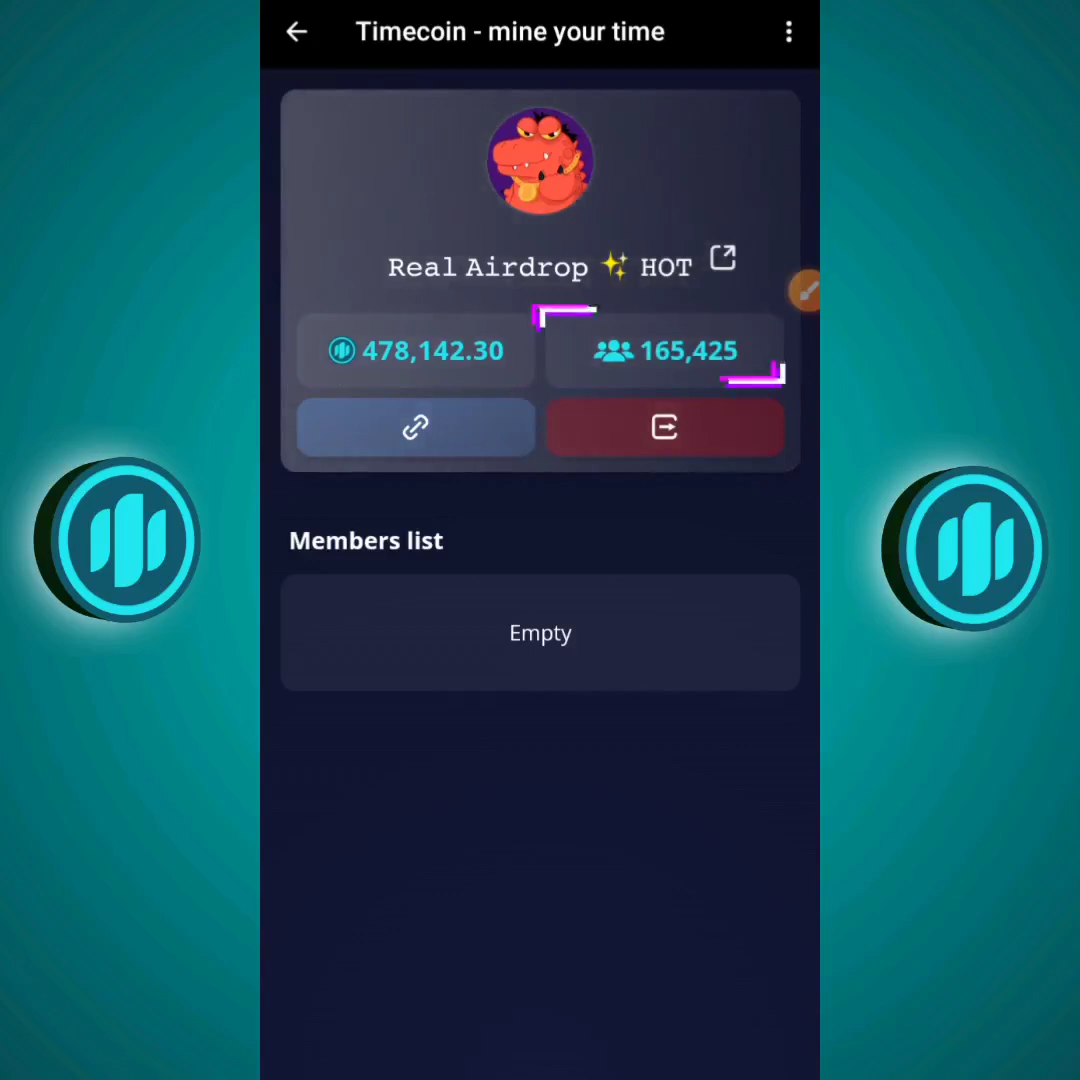 Timecoin - mine your time
Real Airdrop ✨ HOT
478,142.30
165,425
Members list
Empty